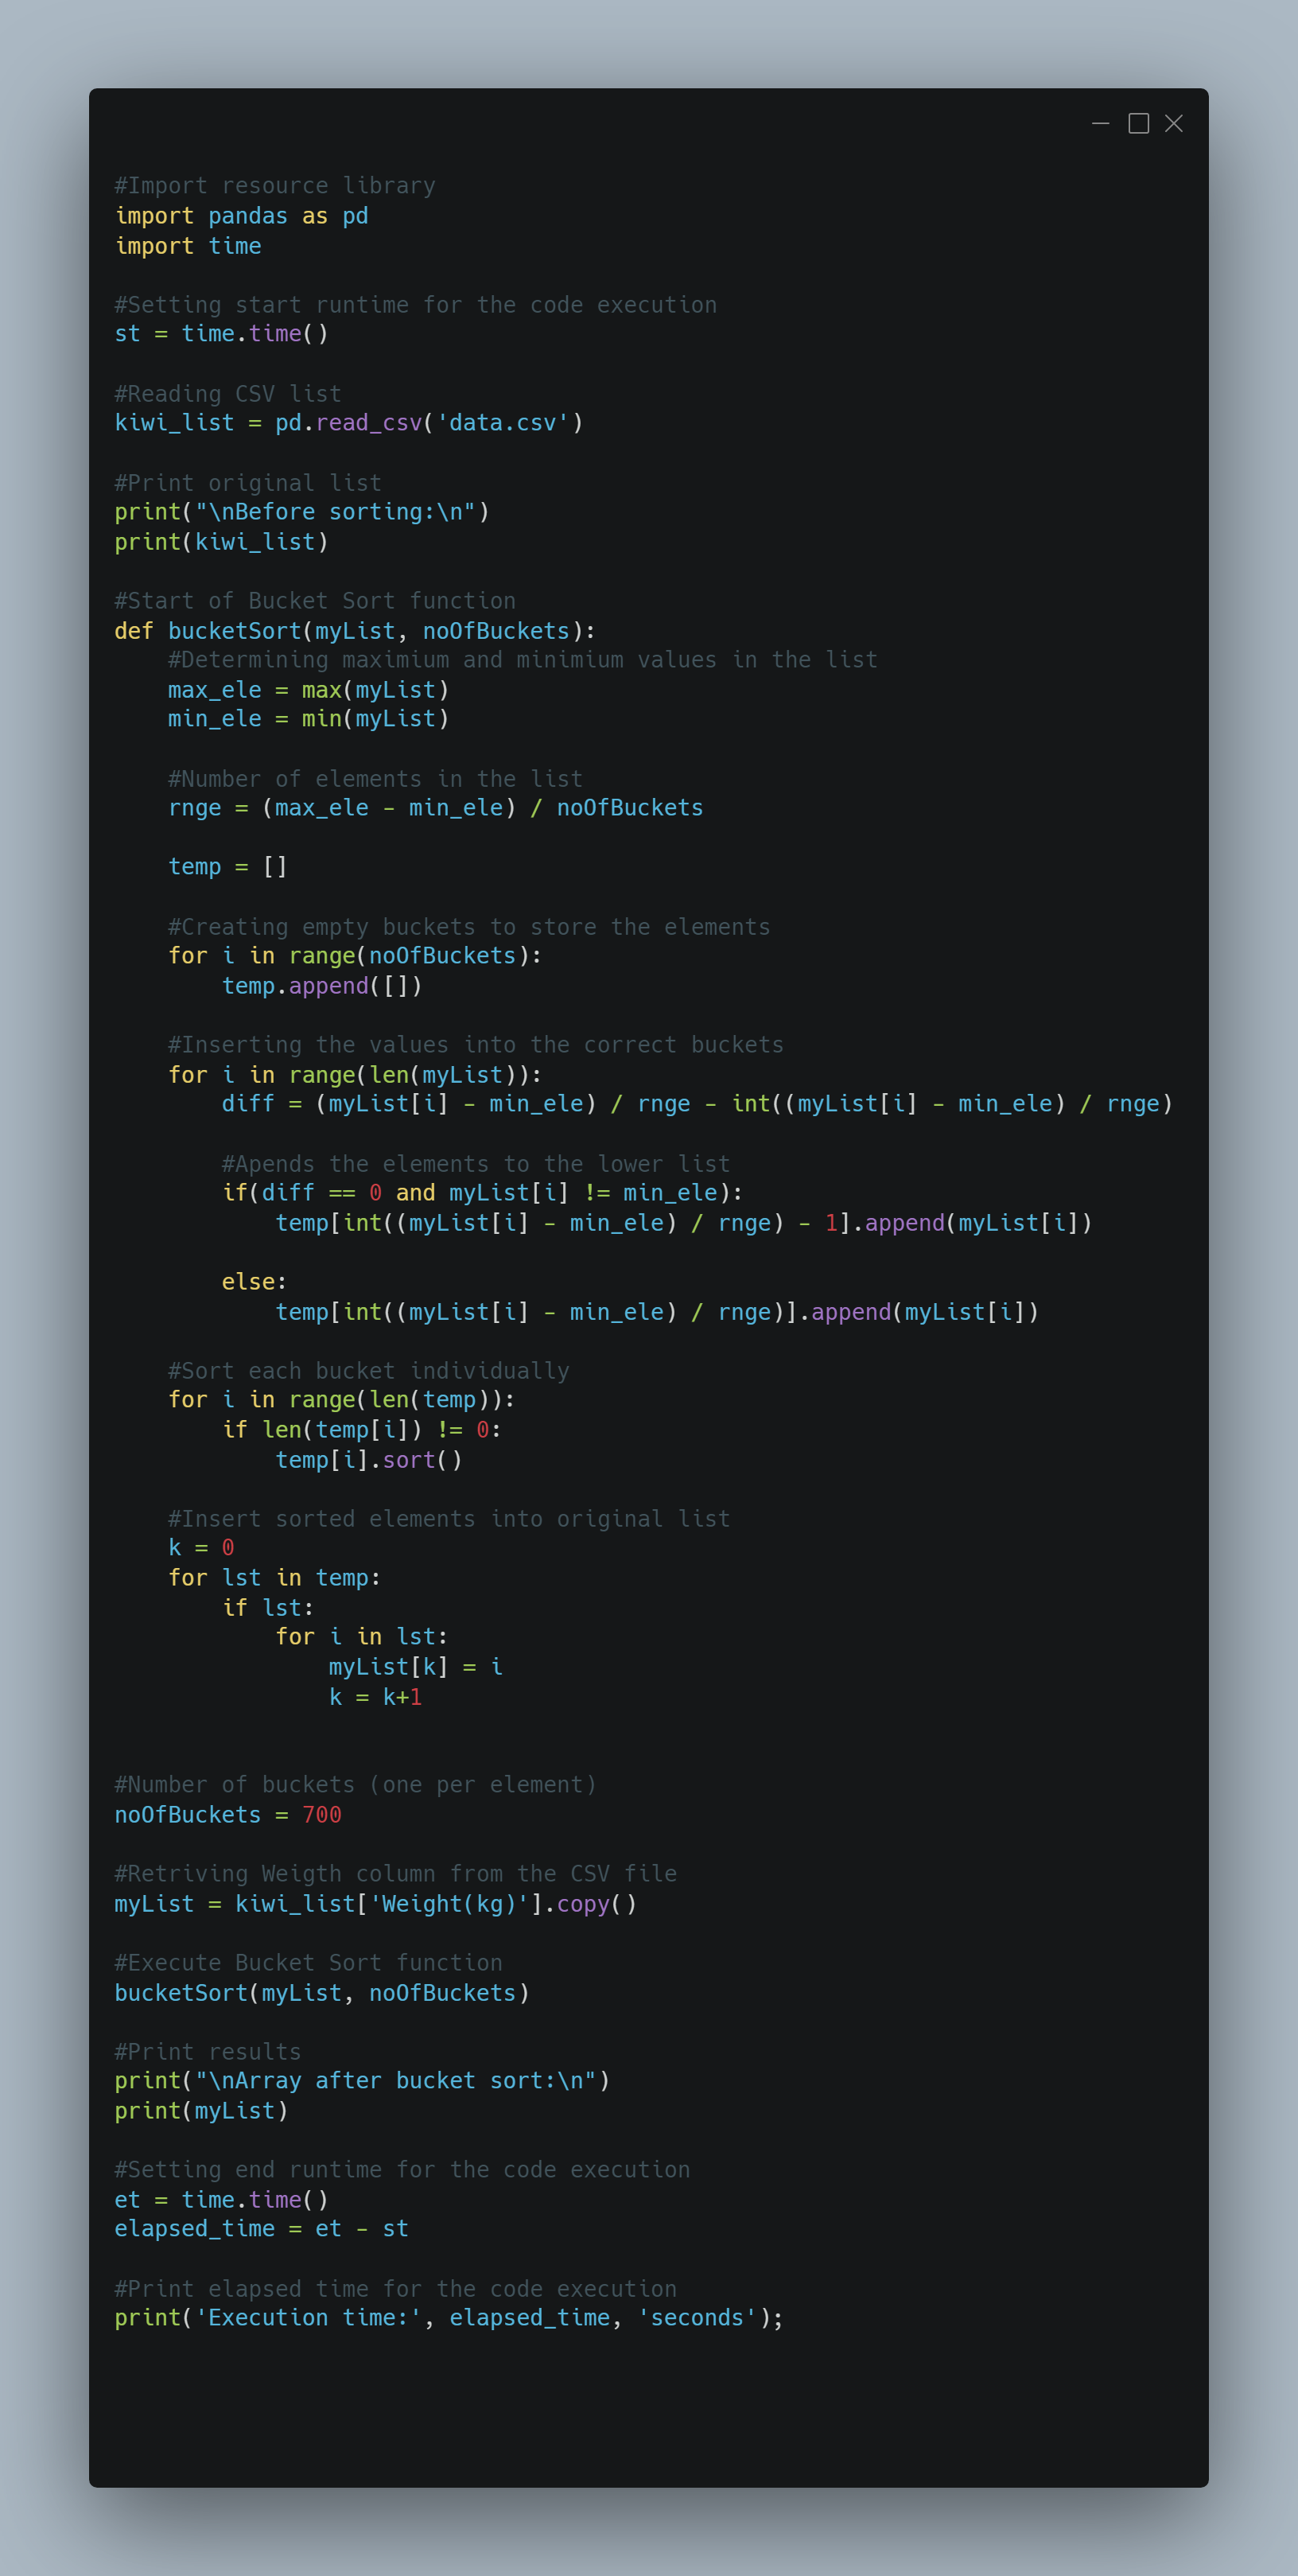 #Import resource library
import pandas as pd
import time
#Setting start runtime for the code execution
st = time.time()
#Reading CSV list
kiwi_list = pd.read_csv('data.csv')
#Print original list
print("\nBefore sorting:\n")
print(kiwi_list)
#Start of Bucket Sort function
def bucketSort(myList, noOfBuckets):
    #Determining maximium and minimium values in the list
    max_ele = max(myList)
    min_ele = min(myList)
    #Number of elements in the list
    rnge = (max_ele - min_ele) / noOfBuckets
    temp = []
    #Creating empty buckets to store the elements
    for i in range(noOfBuckets):
        temp.append([])
    #Inserting the values into the correct buckets
    for i in range(len(myList)):
        diff = (myList[i] - min_ele) / rnge - int((myList[i] - min_ele) / rnge)
        #Apends the elements to the lower list
        if(diff == 0 and myList[i] != min_ele):
            temp[int((myList[i] - min_ele) / rnge) - 1].append(myList[i])
        else:
            temp[int((myList[i] - min_ele) / rnge)].append(myList[i])
    #Sort each bucket individually
    for i in range(len(temp)):
        if len(temp[i]) != 0:
            temp[i].sort()
    #Insert sorted elements into original list
    k = 0
    for lst in temp:
        if lst:
            for i in lst:
                myList[k] = i
                k = k+1
#Number of buckets (one per element)
noOfBuckets = 700
#Retriving Weigth column from the CSV file
myList = kiwi_list['Weight(kg)'].copy()
#Execute Bucket Sort function
bucketSort(myList, noOfBuckets)
#Print results
print("\nArray after bucket sort:\n")
print(myList)
#Setting end runtime for the code execution
et = time.time()
elapsed_time = et - st
#Print elapsed time for the code execution
print('Execution time:', elapsed_time, 'seconds');